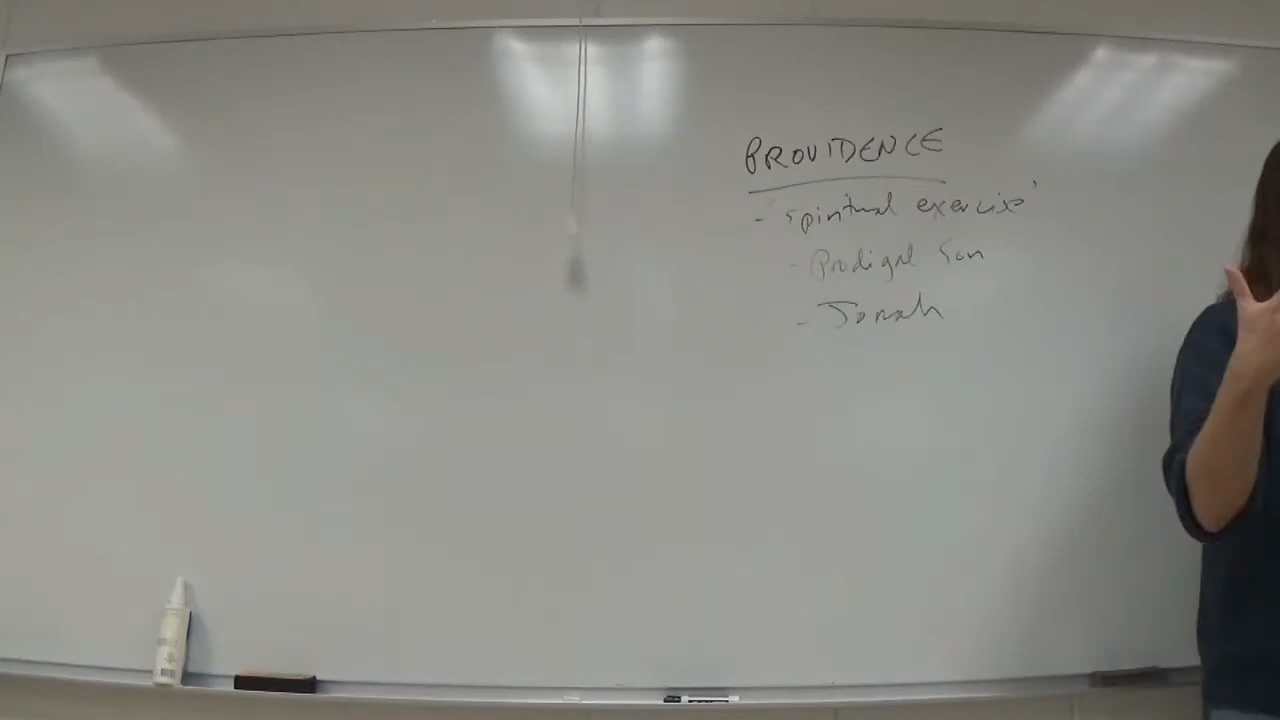 PROVIDENCE
- 'spiritual exercise'
- Prodigal Son
- Jonah